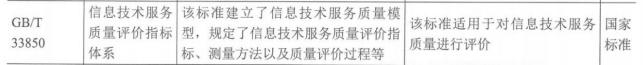 GB/T
33850
信息技术服务
质量评价指标
体系
该标准建立了信息技术服务质量模
型，规定了信息技术服务质量评价指
标、测量方法以及质量评价过程等
该标准适用于对信息技术服务
质量进行评价
国家
标准